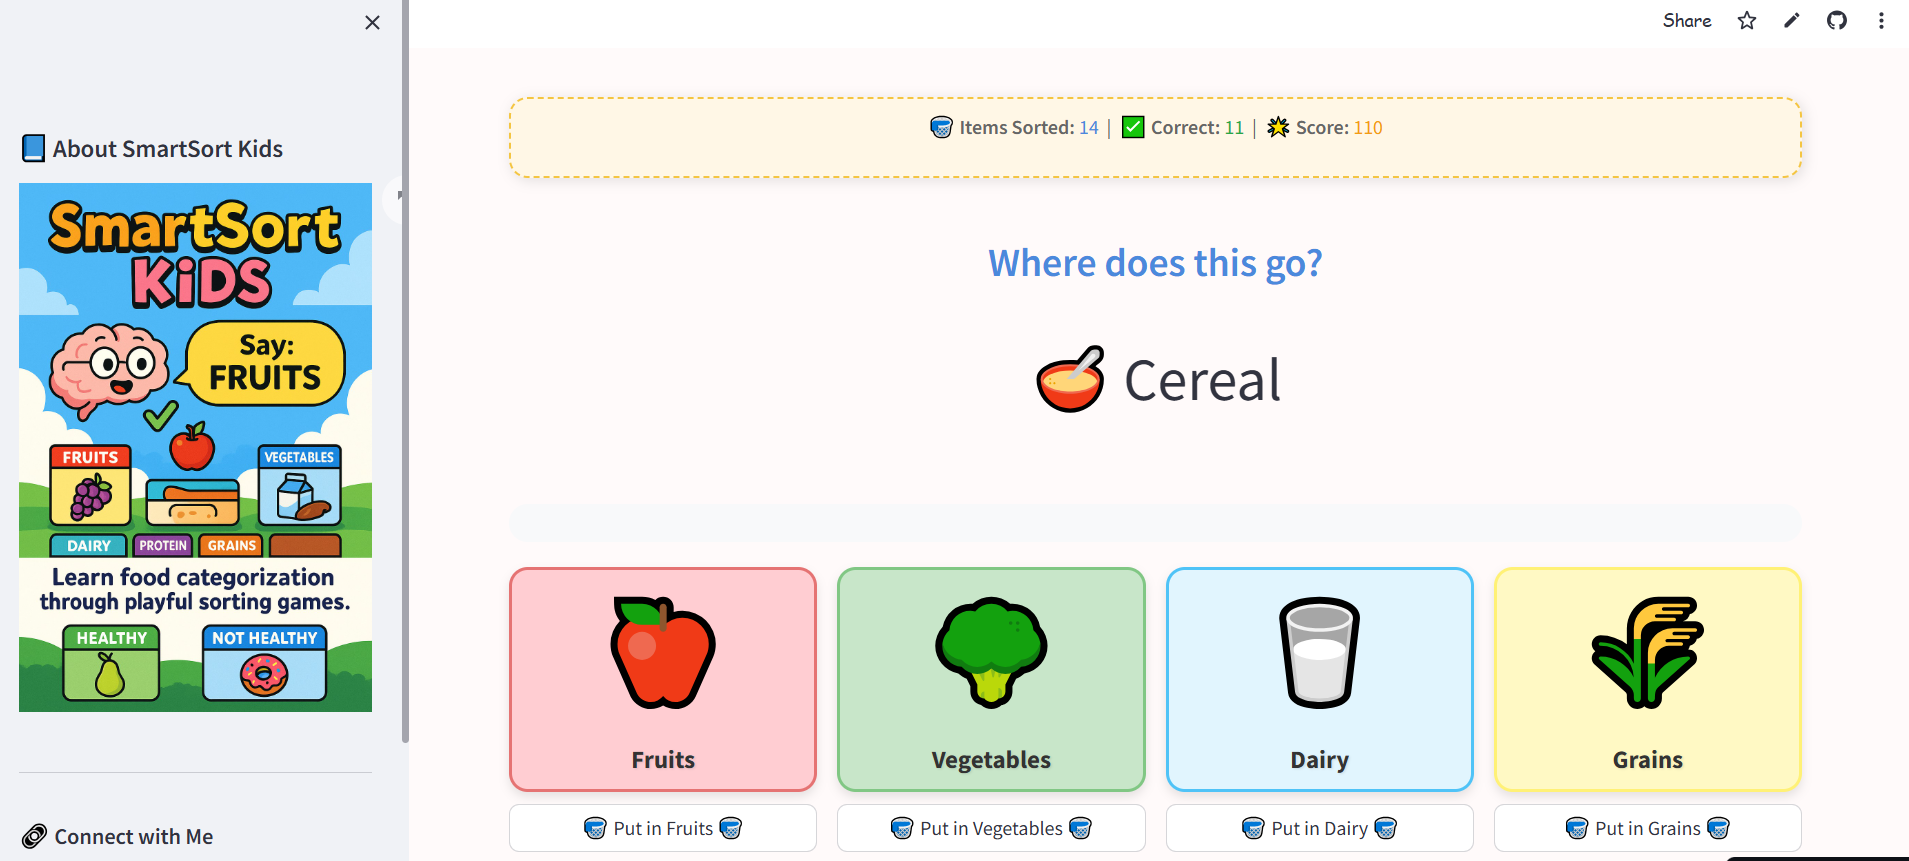 Share
Items Sorted: 14 | Correct: 11 | Score: 110
About SmartSort Kids
SmartSort
KiDS
Say:
FRUITS
FRUITS
VEGETABLES
DAIRY
PROTEIN
GRAINS
Learn food categorization
through playful sorting games.
HEALTHY
NOT HEALTHY
Connect with Me
Where does this go?
Cereal
Fruits
Vegetables
Dairy
Grains
Put in Fruits
Put in Vegetables
Put in Dairy
Put in Grains